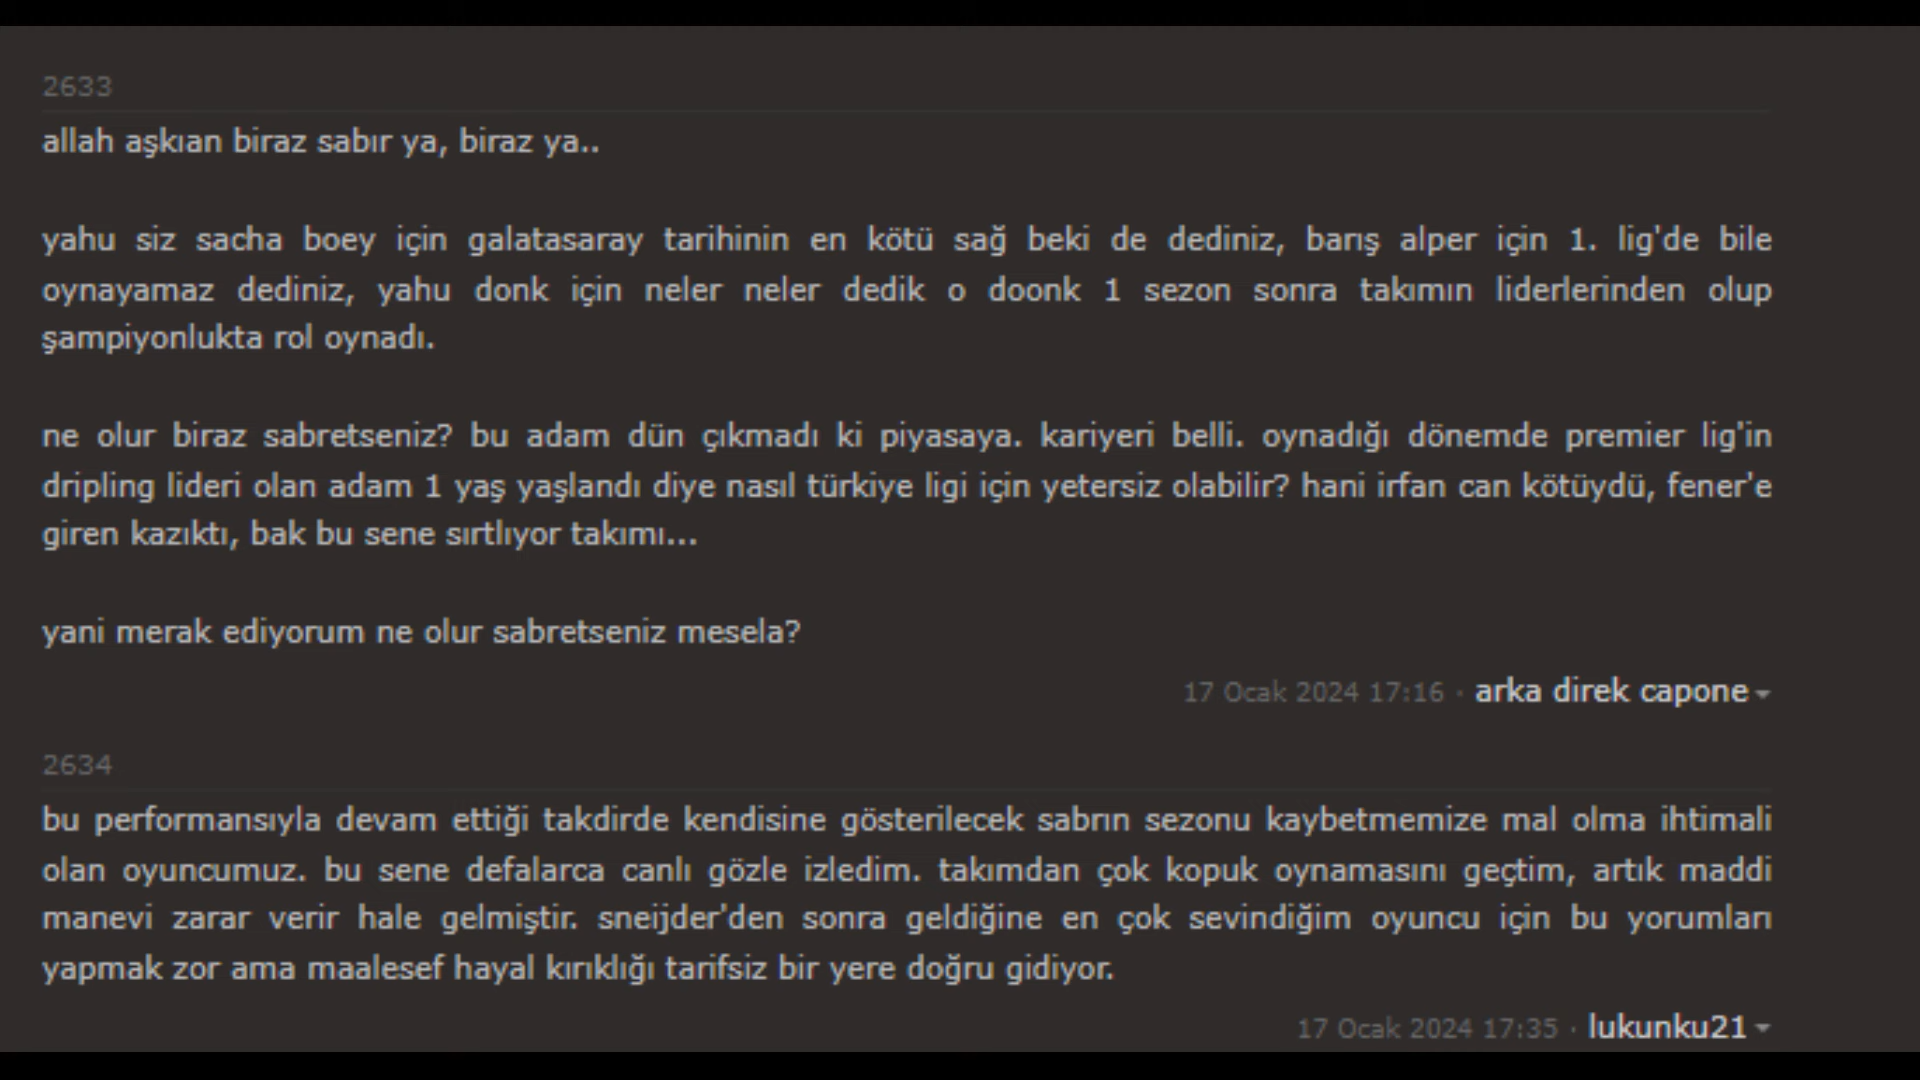 2633
allah aşkıan biraz sabır ya, biraz ya..
yahu siz sacha boey için galatasaray tarihinin en kötü sağ beki de dediniz, barış alper için 1. lig'de bile
oynayamaz dediniz, yahu donk için neler neler dedik o doonk 1 sezon sonra takımın liderlerinden olup
şampiyonlukta rol oynadı.
ne olur biraz sabretseniz? bu adam dün çıkmadı ki piyasaya. kariyeri belli. oynadığı dönemde premier lig'in
dripling lideri olan adam 1 yaş yaşlandı diye nasıl türkiye ligi için yetersiz olabilir? hani irfan can kötüydü, fener'e
giren kazıktı, bak bu sene sırtlıyor takımı...
yani merak ediyorum ne olur sabretseniz mesela?
17 Ocak 2024 17:16 · arka direk capone
2634
bu performansıyla devam ettiği takdirde kendisine gösterilecek sabrın sezonu kaybetmemize mal olma ihtimali
olan oyuncumuz. bu sene defalarca canlı gözle izledim. takımdan çok kopuk oynamasını geçtim, artık maddi
manevi zarar verir hale gelmiştir. sneijder'den sonra geldiğine en çok sevindiğim oyuncu için bu yorumları
yapmak zor ama maalesef hayal kırıklığı tarifsiz bir yere doğru gidiyor.
17 Ocak 2024 17:35 · lukunku21